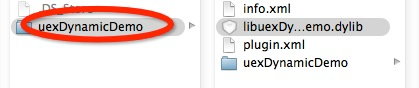 .DS_Store
uexDynamicDemo
info.xml
libuexDy...emo.dylib
plugin.xml
uexDynamicDemo